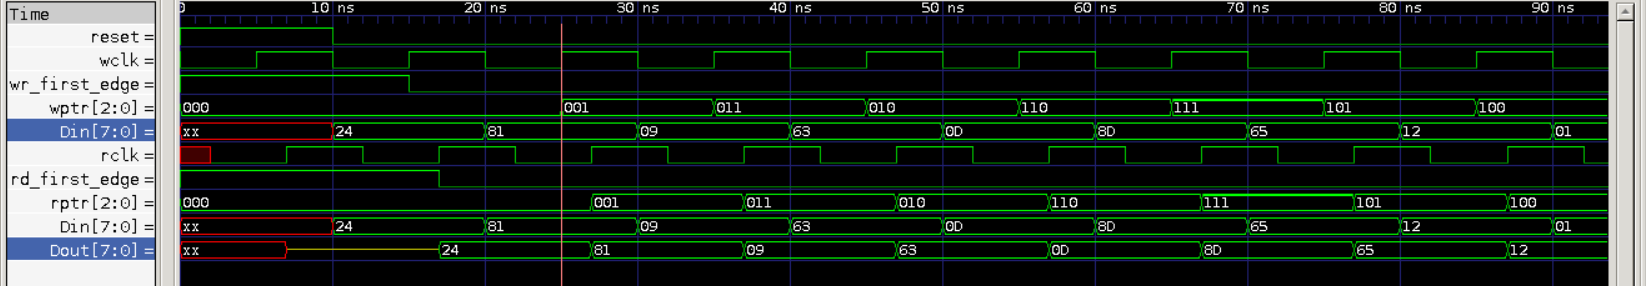 Time 0 10 ns 20 ns 30 ns 40 ns 50 ns 60 ns 70 ns 80 ns 90 ns
reset =
wclk =
wr_first_edge =
wptr[2:0] = 000 001 011 010 110 111 101 100
Din[7:0] = xx 24 81 09 63 0D 8D 65 12 01
rclk =
rd_first_edge =
rptr[2:0] = 000 001 011 010 110 111 101 100
Din[7:0] = xx 24 81 09 63 0D 8D 65 12 01
Dout[7:0] = xx 24 81 09 63 0D 8D 65 12